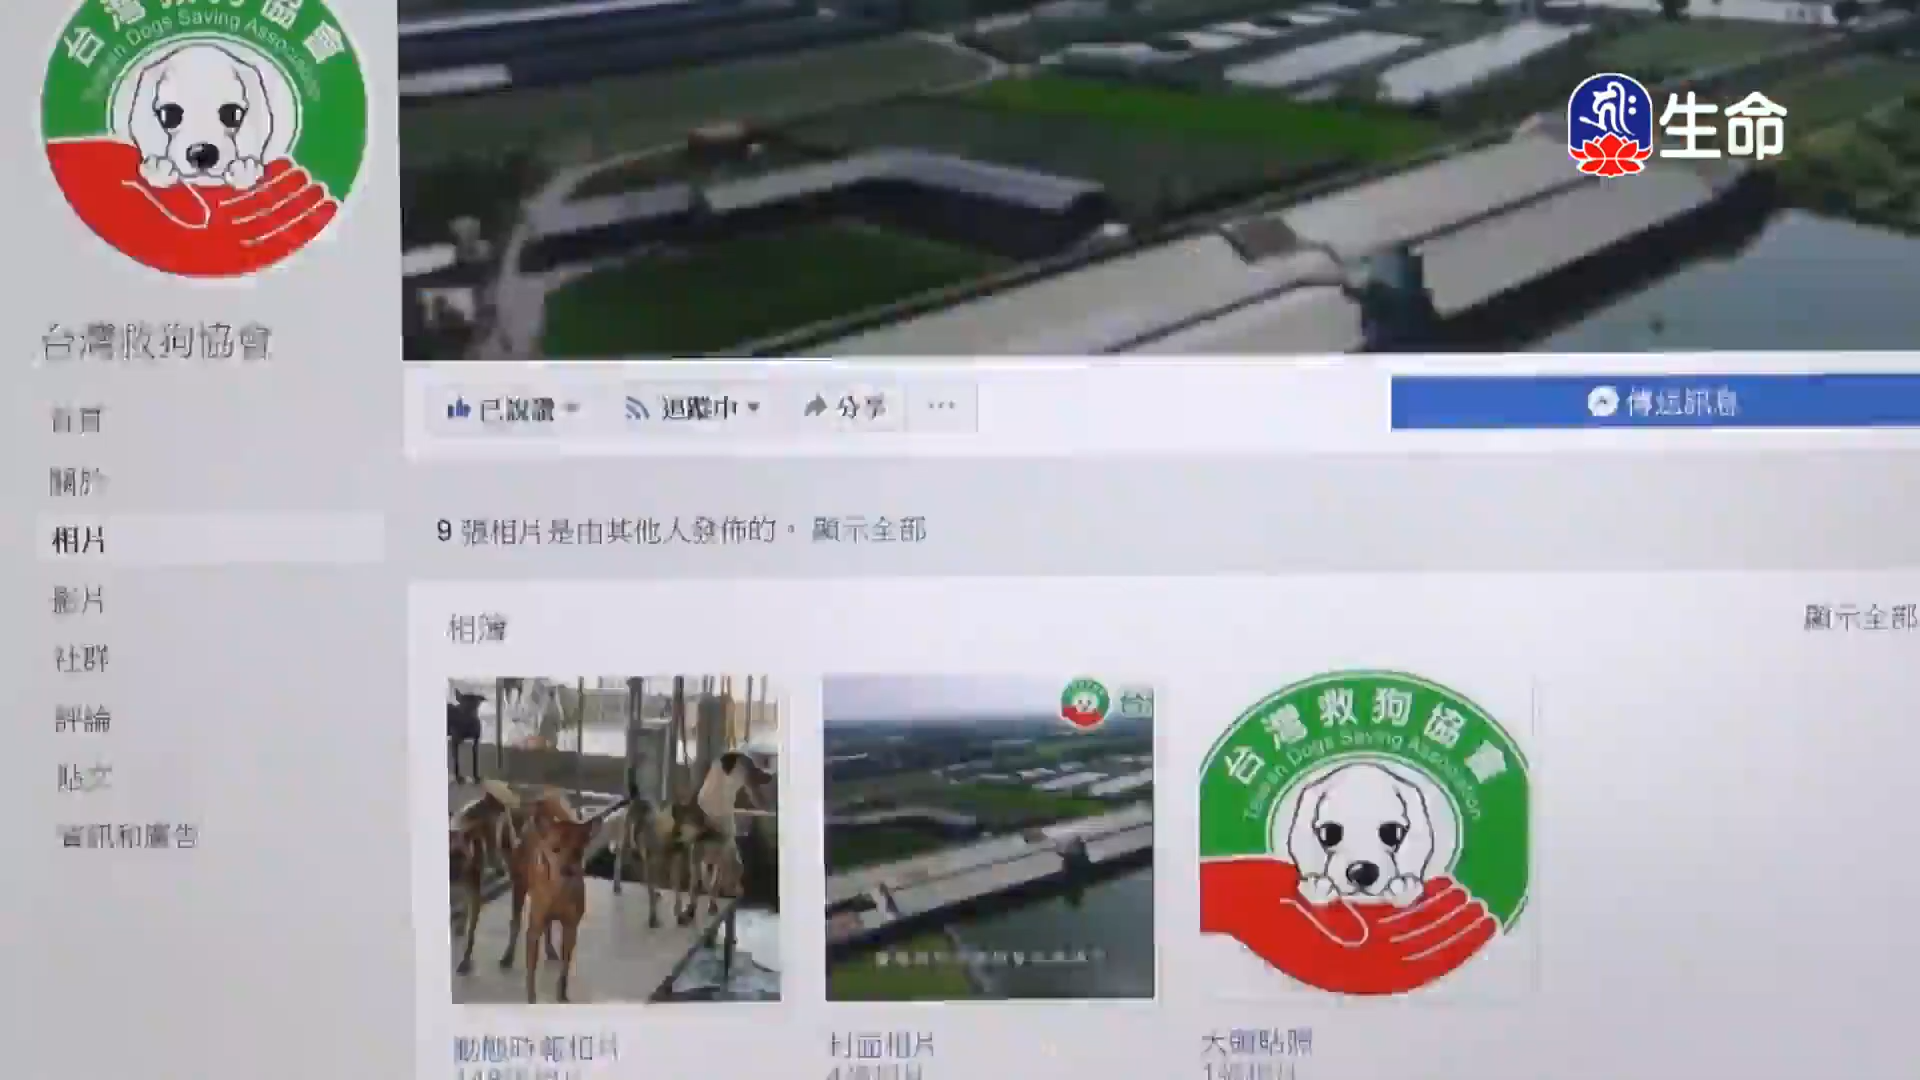 台灣救狗協會
Taiwan Dogs Saving Association
生命
台灣救狗協會
首頁
關於
相片
影片
社群
評論
貼文
資訊和廣告
已說讚
追蹤中
分享
傳送訊息
9 張相片是由其他人發佈的。 顯示全部
相簿
顯示全部
台灣救狗協會
Taiwan Dogs Saving Association
動態時報相片
封面相片
大頭貼照